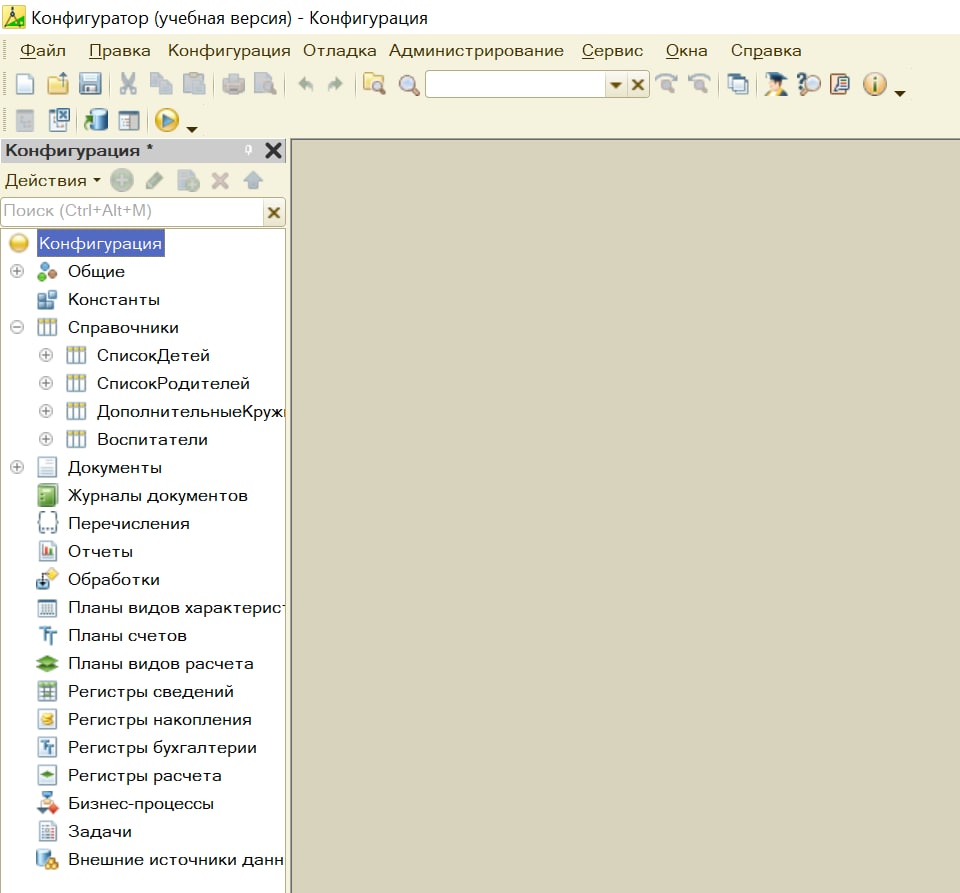 Конфигуратор (учебная версия) - Конфигурация
Файл Правка Конфигурация Отладка Администрирование Сервис Окна Справка
Конфигурация *
Действия
Поиск (Ctrl+Alt+M)
Конфигурация
Общие
Константы
Справочники
СписокДетей
СписокРодителей
ДополнительныеКруж
Воспитатели
Документы
Журналы документов
Перечисления
Отчеты
Обработки
Планы видов характерист
Планы счетов
Планы видов расчета
Регистры сведений
Регистры накопления
Регистры бухгалтерии
Регистры расчета
Бизнес-процессы
Задачи
Внешние источники данн